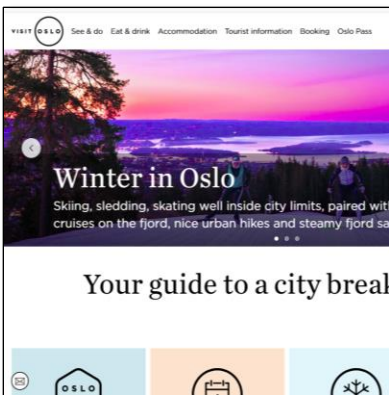 VISIT OSLO See & do Eat & drink Accommodation Tourist information Booking Oslo Pass
Winter in Oslo
Skiing, sledding, skating well inside city limits, paired with
cruises on the fjord, nice urban hikes and steamy fjord sa
Your guide to a city break
OSLO